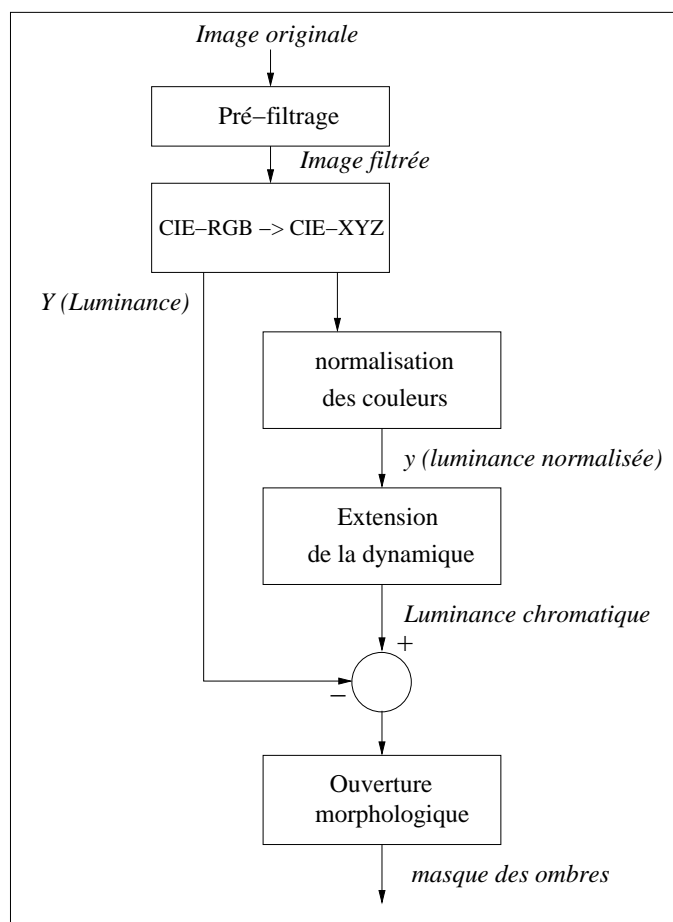 Image originale
Pré−filtrage
Image filtrée
CIE−RGB −> CIE−XYZ
Y (Luminance)
normalisation
des couleurs
y (luminance normalisée)
Extension
de la dynamique
Luminance chromatique
+
−
Ouverture
morphologique
masque des ombres